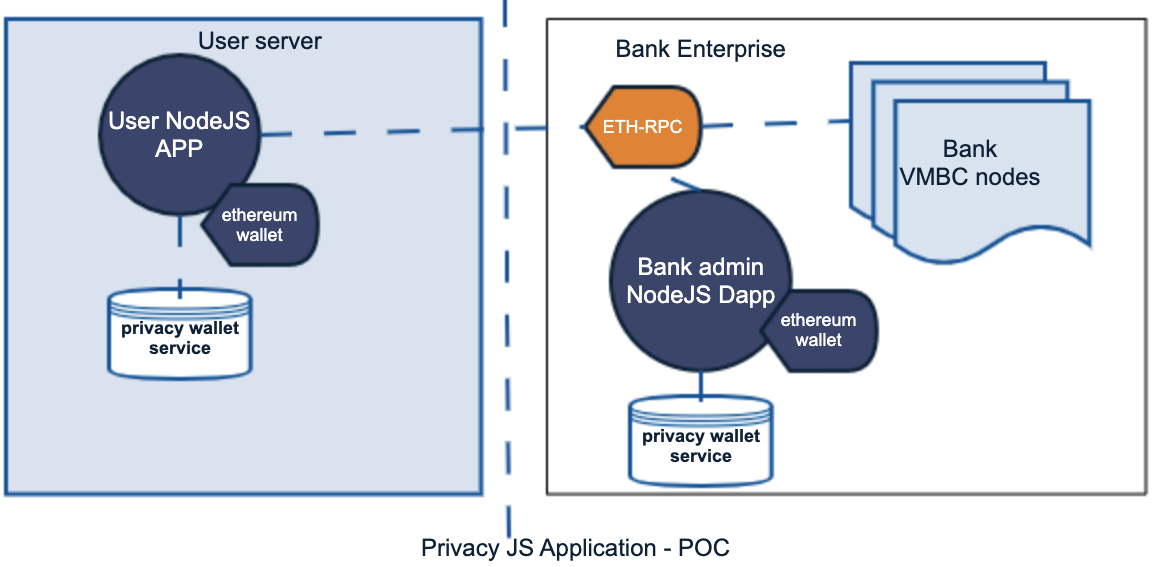 User server
User NodeJS
APP
ethereum
wallet
privacy wallet
service
Bank Enterprise
ETH-RPC
Bank
VMBC nodes
Bank admin
NodeJS Dapp
ethereum
wallet
privacy wallet
service
Privacy JS Application - POC